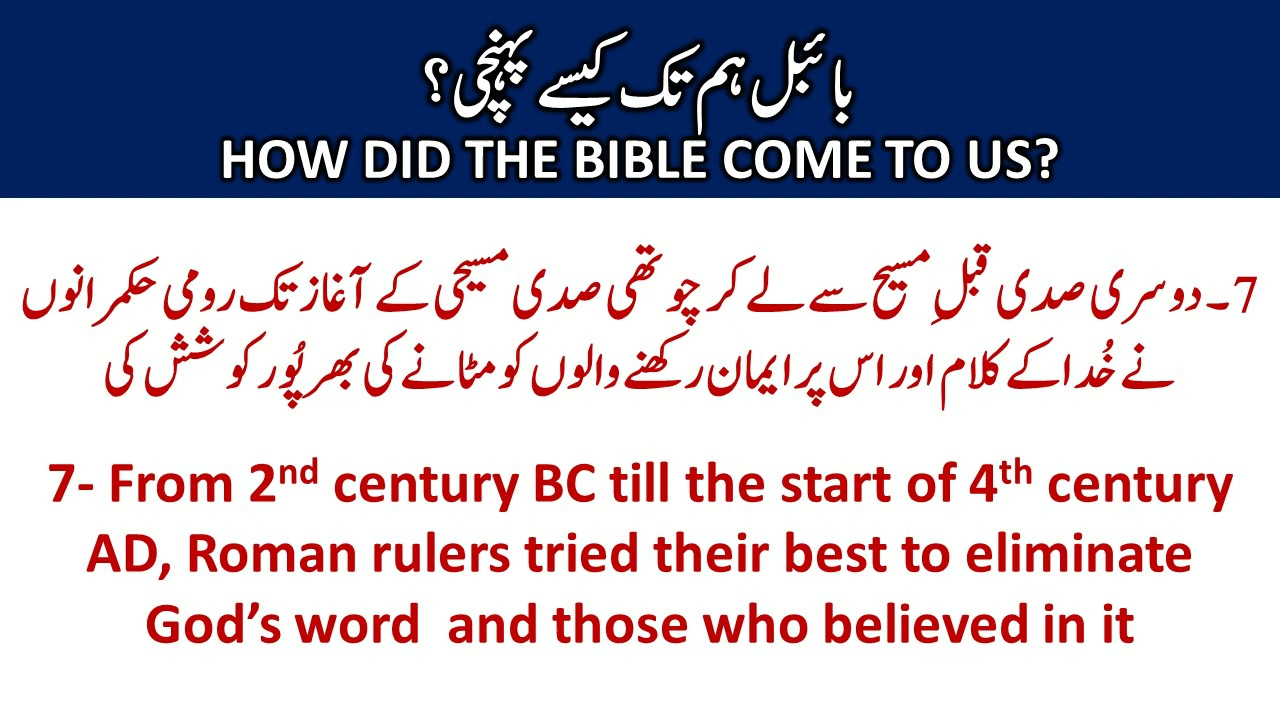 بائبل ہم تک کیسے پہنچی؟
HOW DID THE BIBLE COME TO US?
7۔دوسری صدی قبلِ مسیح سے لے کر چوتھی صدی مسیحی کے آغاز تک رومی حکمرانوں
نے خُدا کے کلام اور اس پر ایمان رکھنے والوں کو مٹانے کی بھرپُور کوشش کی
7- From 2nd century BC till the start of 4th century
AD, Roman rulers tried their best to eliminate
God’s word  and those who believed in it